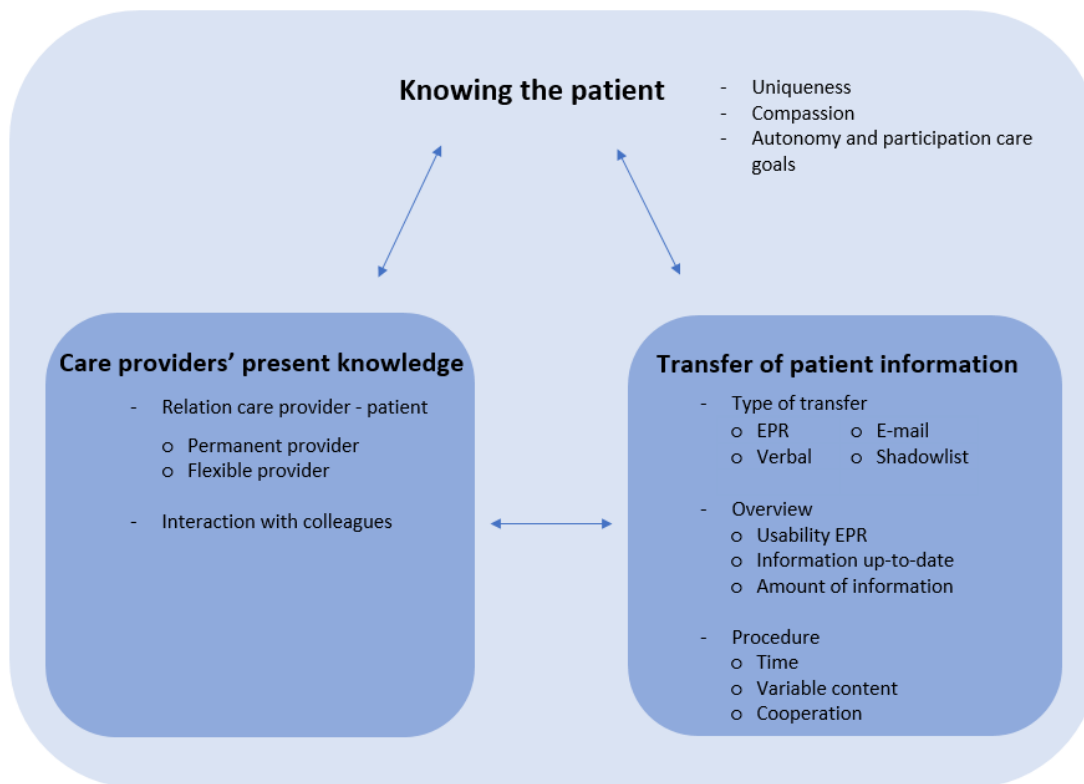 Knowing the patient
- Uniqueness
- Compassion
- Autonomy and participation care
goals
Care providers’ present knowledge
- Relation care provider - patient
o Permanent provider
o Flexible provider
- Interaction with colleagues
Transfer of patient information
- Type of transfer
o EPR o E-mail
o Verbal o Shadowlist
- Overview
o Usability EPR
o Information up-to-date
o Amount of information
- Procedure
o Time
o Variable content
o Cooperation